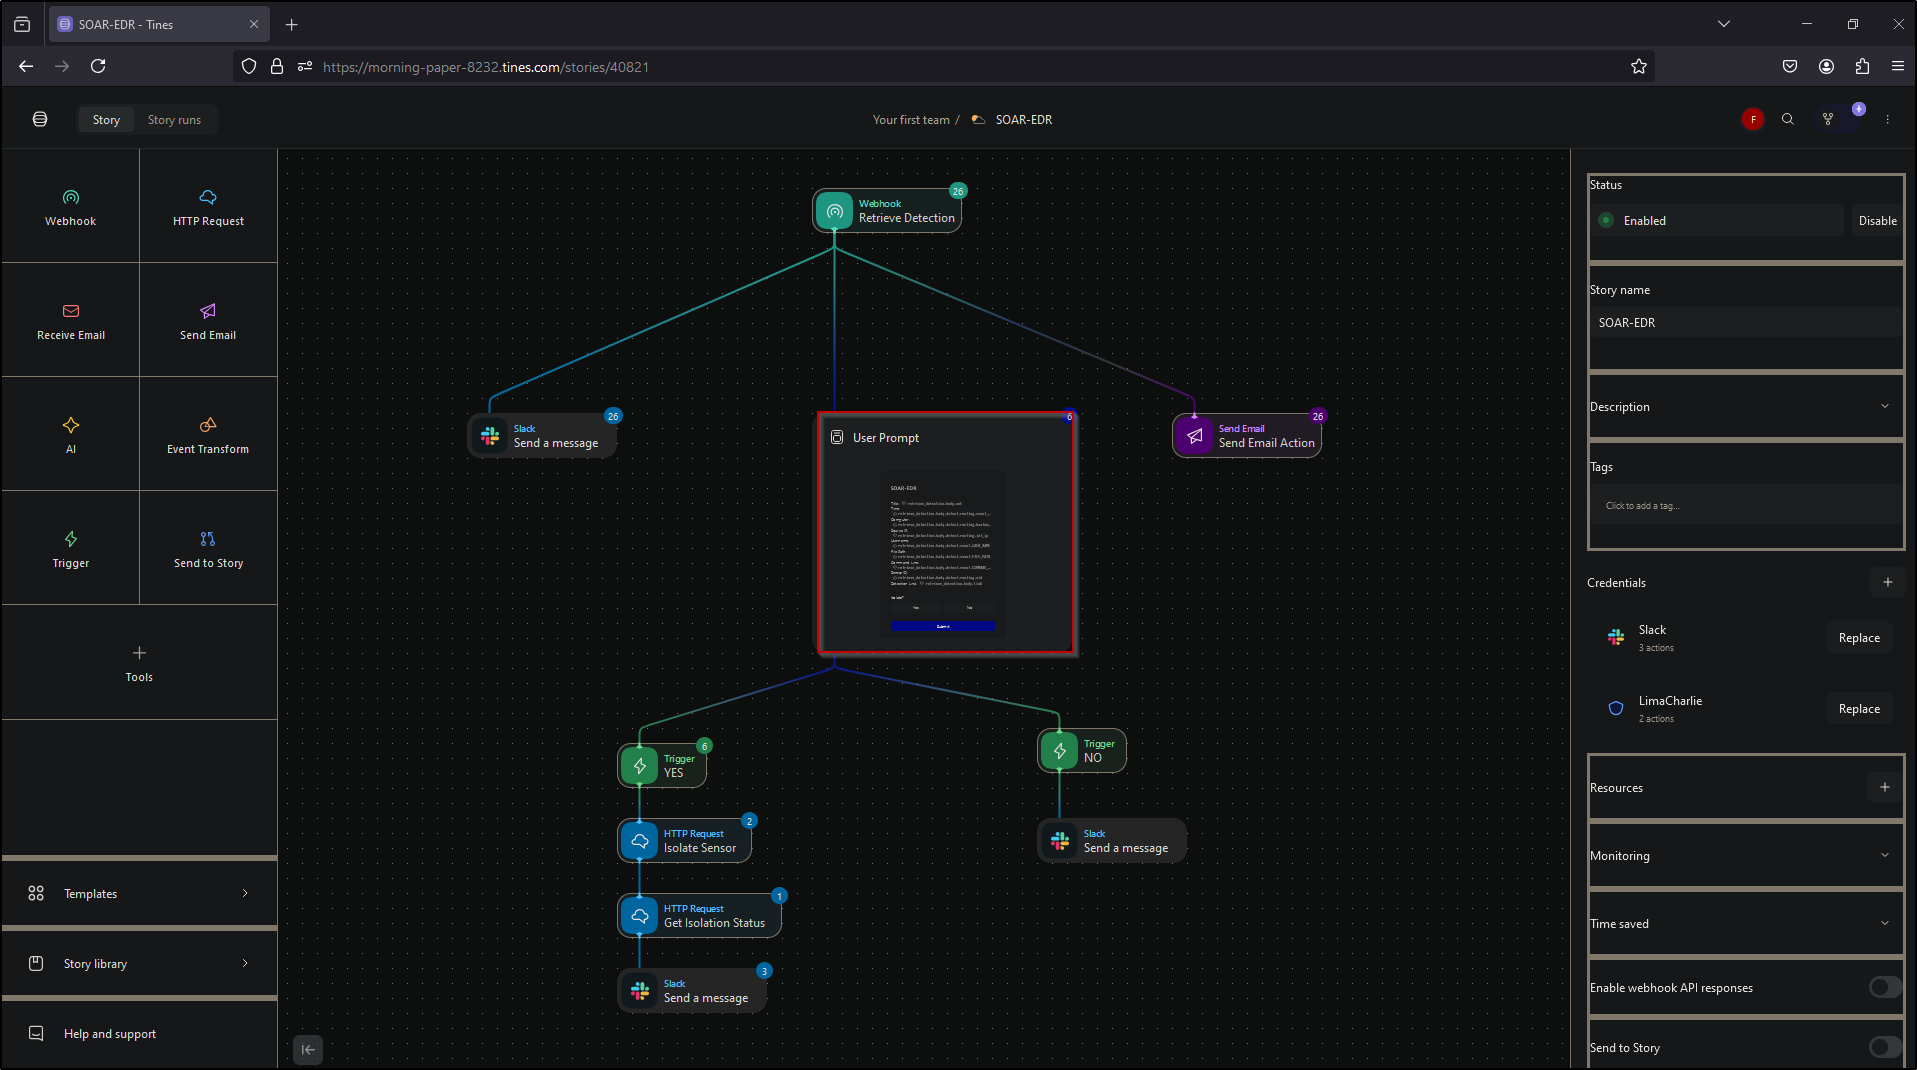 SOAR-EDR - Tines
https://morning-paper-8232.tines.com/stories/40821
Story
Story runs
Your first team /
SOAR-EDR
F
Webhook
HTTP Request
Receive Email
Send Email
AI
Event Transform
Trigger
Send to Story
Tools
Templates
Story library
Help and support
26
Webhook
Retrieve Detection
26
Slack
Send a message
6
User Prompt
SOAR-EDR
Yes
No
Submit
26
Send Email
Send Email Action
6
Trigger
YES
2
HTTP Request
Isolate Sensor
1
HTTP Request
Get Isolation Status
3
Slack
Send a message
Trigger
NO
Slack
Send a message
Status
Enabled
Disable
Story name
SOAR-EDR
Description
Tags
Click to add a tag...
Credentials
Slack
3 actions
Replace
LimaCharlie
2 actions
Replace
Resources
Monitoring
Time saved
Enable webhook API responses
Send to Story